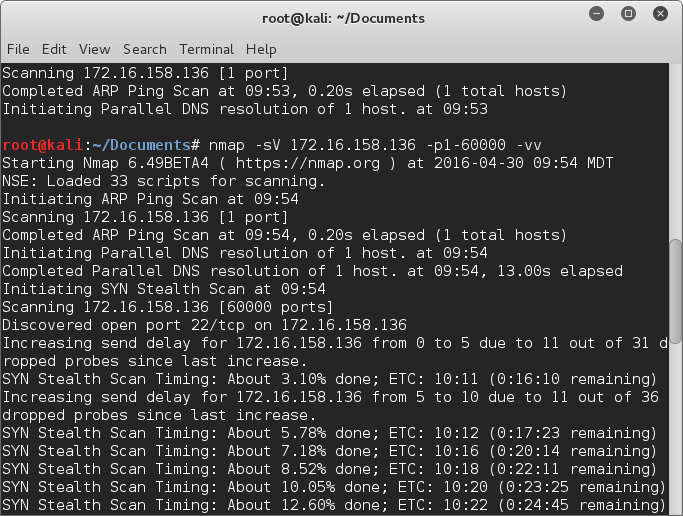 root@kali: ~/Documents
File Edit View Search Terminal Help
Scanning 172.16.158.136 [1 port]
Completed ARP Ping Scan at 09:53, 0.20s elapsed (1 total hosts)
Initiating Parallel DNS resolution of 1 host. at 09:53
root@kali:~/Documents# nmap -sV 172.16.158.136 -p1-60000 -vv
Starting Nmap 6.49BETA4 ( https://nmap.org ) at 2016-04-30 09:54 MDT
NSE: Loaded 33 scripts for scanning.
Initiating ARP Ping Scan at 09:54
Scanning 172.16.158.136 [1 port]
Completed ARP Ping Scan at 09:54, 0.20s elapsed (1 total hosts)
Initiating Parallel DNS resolution of 1 host. at 09:54
Completed Parallel DNS resolution of 1 host. at 09:54, 13.00s elapsed
Initiating SYN Stealth Scan at 09:54
Scanning 172.16.158.136 [60000 ports]
Discovered open port 22/tcp on 172.16.158.136
Increasing send delay for 172.16.158.136 from 0 to 5 due to 11 out of 31 d
ropped probes since last increase.
SYN Stealth Scan Timing: About 3.10% done; ETC: 10:11 (0:16:10 remaining)
Increasing send delay for 172.16.158.136 from 5 to 10 due to 11 out of 36
dropped probes since last increase.
SYN Stealth Scan Timing: About 5.78% done; ETC: 10:12 (0:17:23 remaining)
SYN Stealth Scan Timing: About 7.18% done; ETC: 10:16 (0:20:14 remaining)
SYN Stealth Scan Timing: About 8.52% done; ETC: 10:18 (0:22:11 remaining)
SYN Stealth Scan Timing: About 10.05% done; ETC: 10:20 (0:23:25 remaining)
SYN Stealth Scan Timing: About 12.60% done; ETC: 10:22 (0:24:45 remaining)